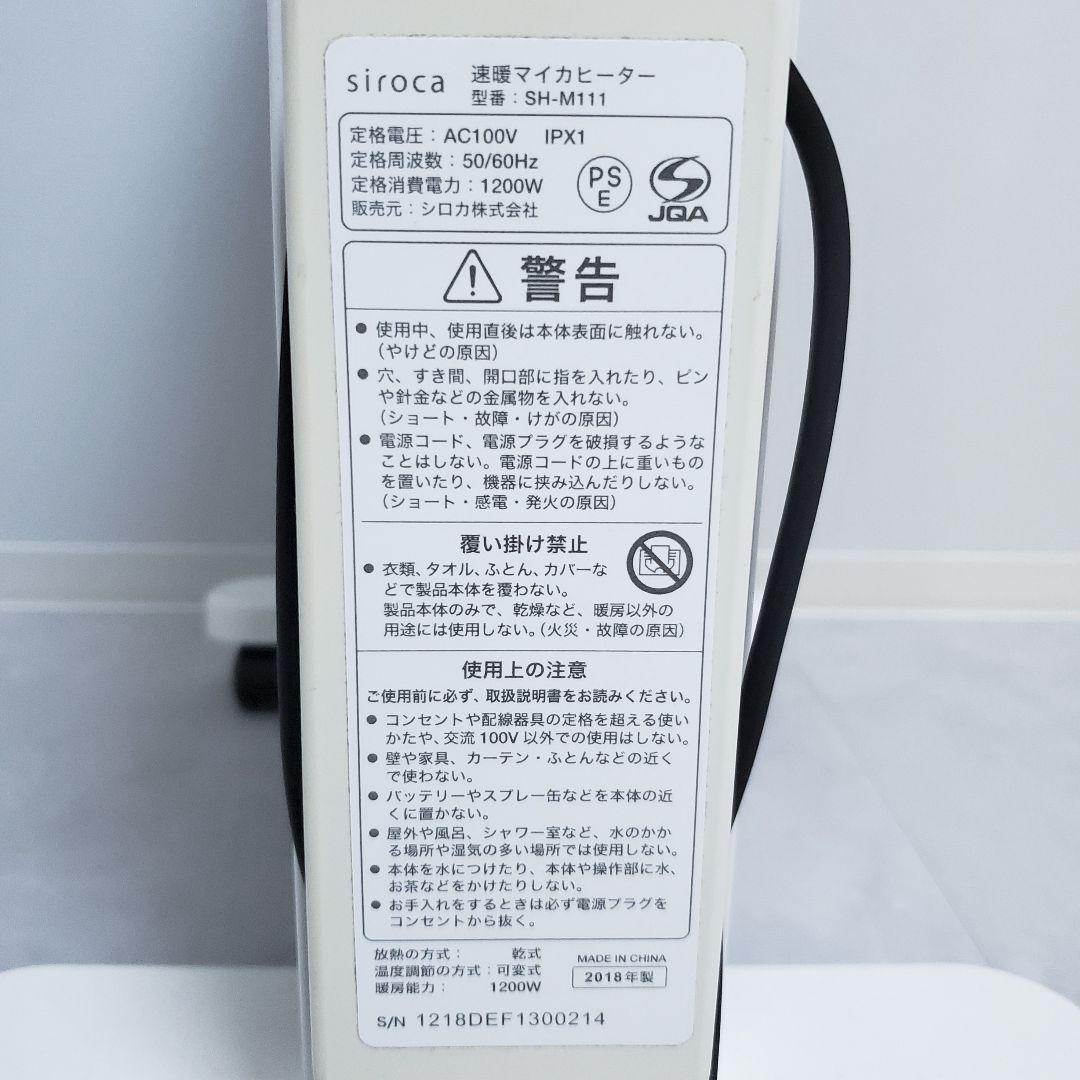 siroca 速暖マイカヒーター
型番：SH-M111
定格電圧：AC100V IPX1
定格周波数：50/60Hz
定格消費電力：1200W
販売元：シロカ株式会社
PS
E
JQA
警告
● 使用中、使用直後は本体表面に触れない。
（やけどの原因）
● 穴、すき間、開口部に指を入れたり、ピン
や針金などの金属物を入れない。
（ショート・故障・けがの原因）
● 電源コード、電源プラグを破損するような
ことはしない。電源コードの上に重いもの
を置いたり、機器に挟み込んだりしない。
（ショート・感電・発火の原因）
覆い掛け禁止
● 衣類、タオル、ふとん、カバーな
どで製品本体を覆わない。
製品本体のみで、乾燥など、暖房以外の
用途には使用しない。（火災・故障の原因）
使用上の注意
ご使用前に必ず、取扱説明書をお読みください。
● コンセントや配線器具の定格を超える使い
かたや、交流100V以外での使用はしない。
● 壁や家具、カーテン・ふとんなどの近く
で使わない。
● バッテリーやスプレー缶などを本体の近
くに置かない。
● 屋外や風呂、シャワー室など、水のかか
る場所や湿気の多い場所では使用しない。
● 本体を水につけたり、本体や操作部に水、
お茶などをかけたりしない。
● お手入れをするときは必ず電源プラグを
コンセントから抜く。
放熱の方式： 乾式
温度調節の方式：可変式
暖房能力： 1200W
MADE IN CHINA
2018年製
S/N 1218DEF1300214